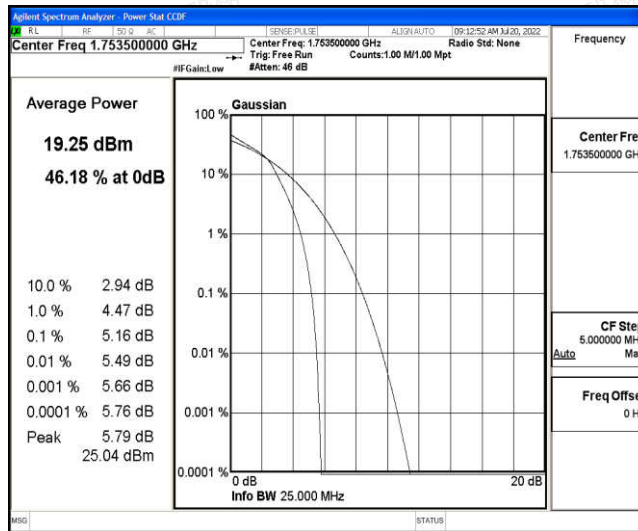 Agilent Spectrum Analyzer - Power Stat CCDF
RL RF 50 Ω AC SENSE:PULSE ALIGN AUTO 09:12:52 AM Jul 20, 2022
Center Freq 1.753500000 GHz
Center Freq: 1.753500000 GHz Radio Std: None
Trig: Free Run Counts:1.00 M/1.00 Mpt
#IFGain:Low #Atten: 46 dB
Frequency
Average Power
19.25 dBm
46.18 % at 0dB
10.0 % 2.94 dB
1.0 % 4.47 dB
0.1 % 5.16 dB
0.01 % 5.49 dB
0.001 % 5.66 dB
0.0001 % 5.76 dB
Peak 5.79 dB
25.04 dBm
Gaussian
100 %
10 %
1 %
0.1 %
0.01 %
0.001 %
0.0001 %
0 dB 20 dB
Info BW 25.000 MHz
Center Fre
1.753500000 GH
CF Ste
5.000000 MH
Auto Ma
Freq Offse
0 H
MSG STATUS